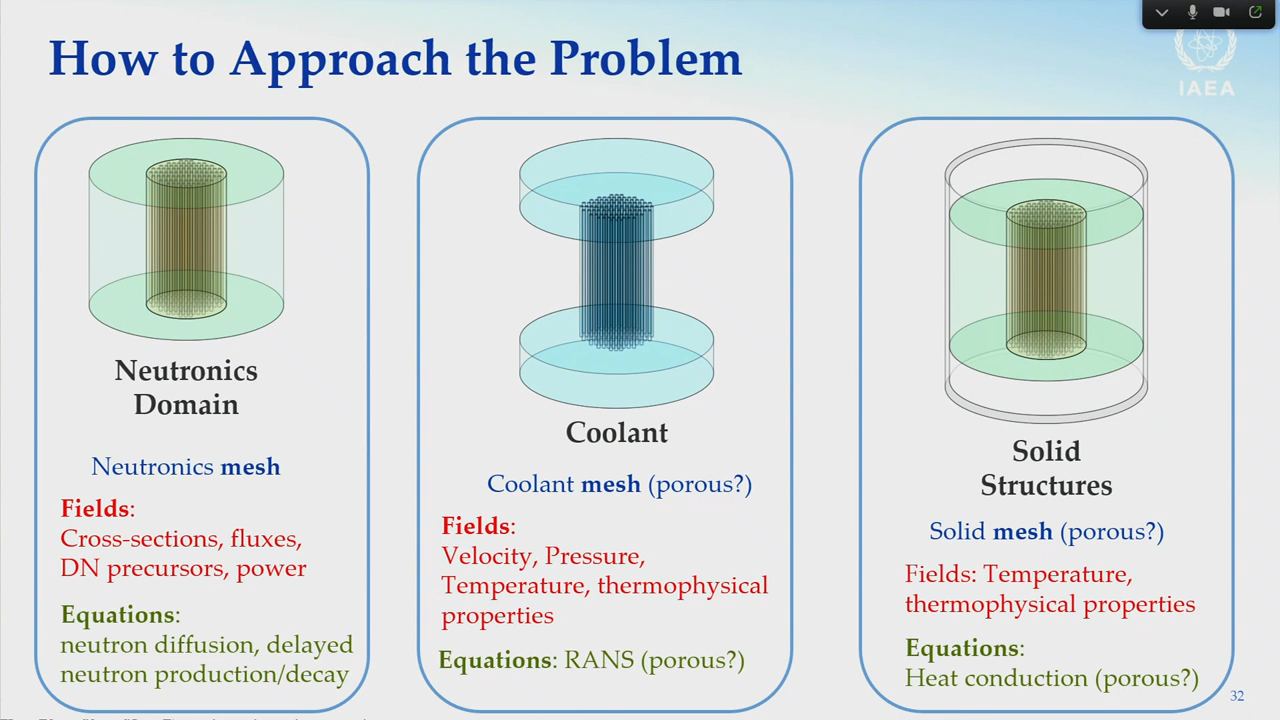 How to Approach the Problem
IAEA
Neutronics
Domain
Neutronics mesh
Fields:
Cross-sections, fluxes,
DN precursors, power
Equations:
neutron diffusion, delayed
neutron production/decay
Coolant
Coolant mesh (porous?)
Fields:
Velocity, Pressure,
Temperature, thermophysical
properties
Equations: RANS (porous?)
Solid
Structures
Solid mesh (porous?)
Fields: Temperature,
thermophysical properties
Equations:
Heat conduction (porous?)
32